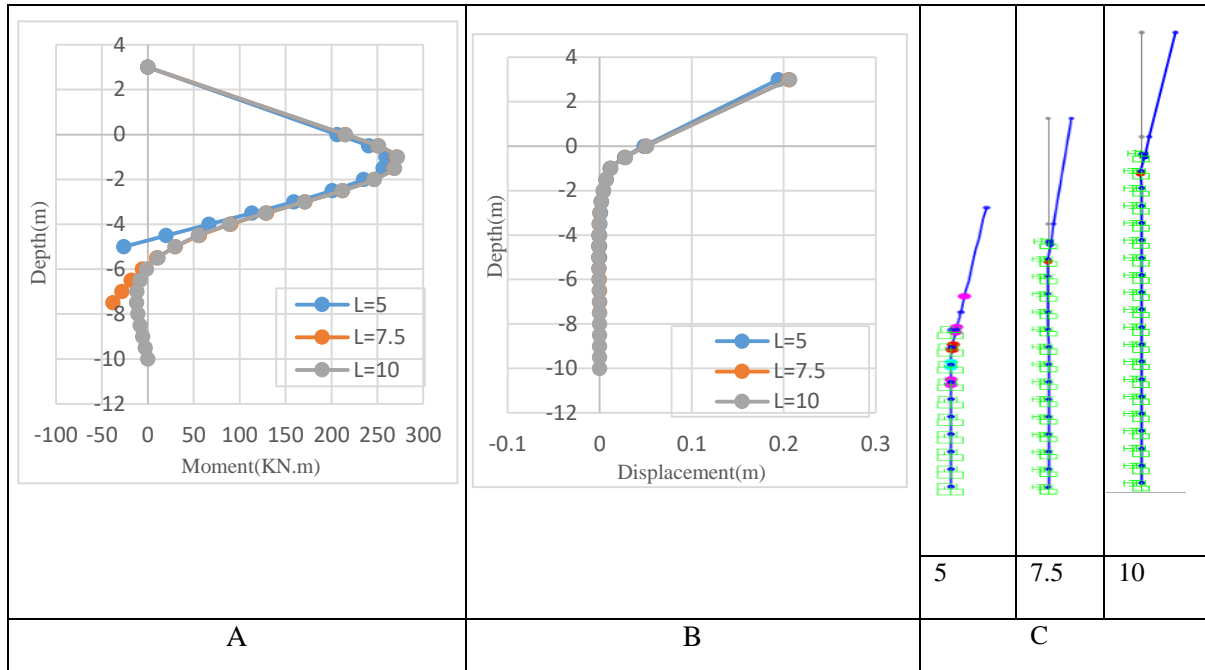 4
2
0
-2
-4
-6
-8
-10
-12
-100 -50 0 50 100 150 200 250 300
Depth(m)
Moment(KN.m)
L=5
L=7.5
L=10
4
2
0
-2
-4
-6
-8
-10
-12
-0.1 0 0.1 0.2 0.3
Depth(m)
Displacement(m)
L=5
L=7.5
L=10
5 7.5 10
A B C